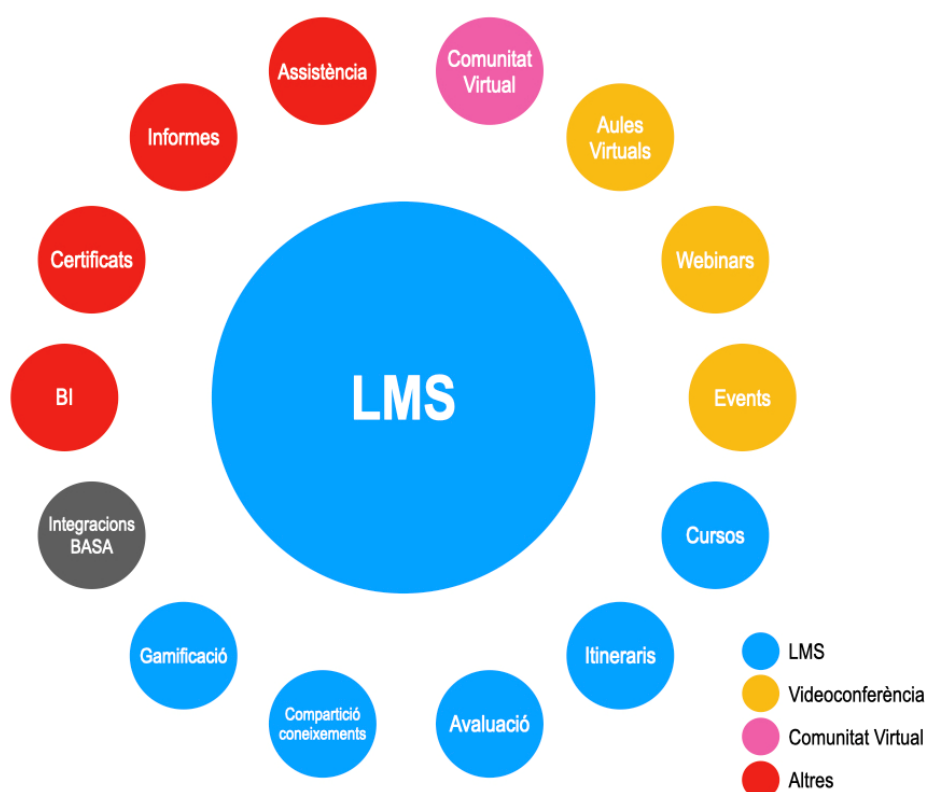 Assistència
Comunitat
Virtual
Informes
Aules
Virtuals
Certificats
Webinars
LMS
BI
Events
Integracions
BASA
Cursos
Gamificació
Itineraris
Compartició
coneixements
Avaluació
LMS
Videoconferència
Comunitat Virtual
Altres